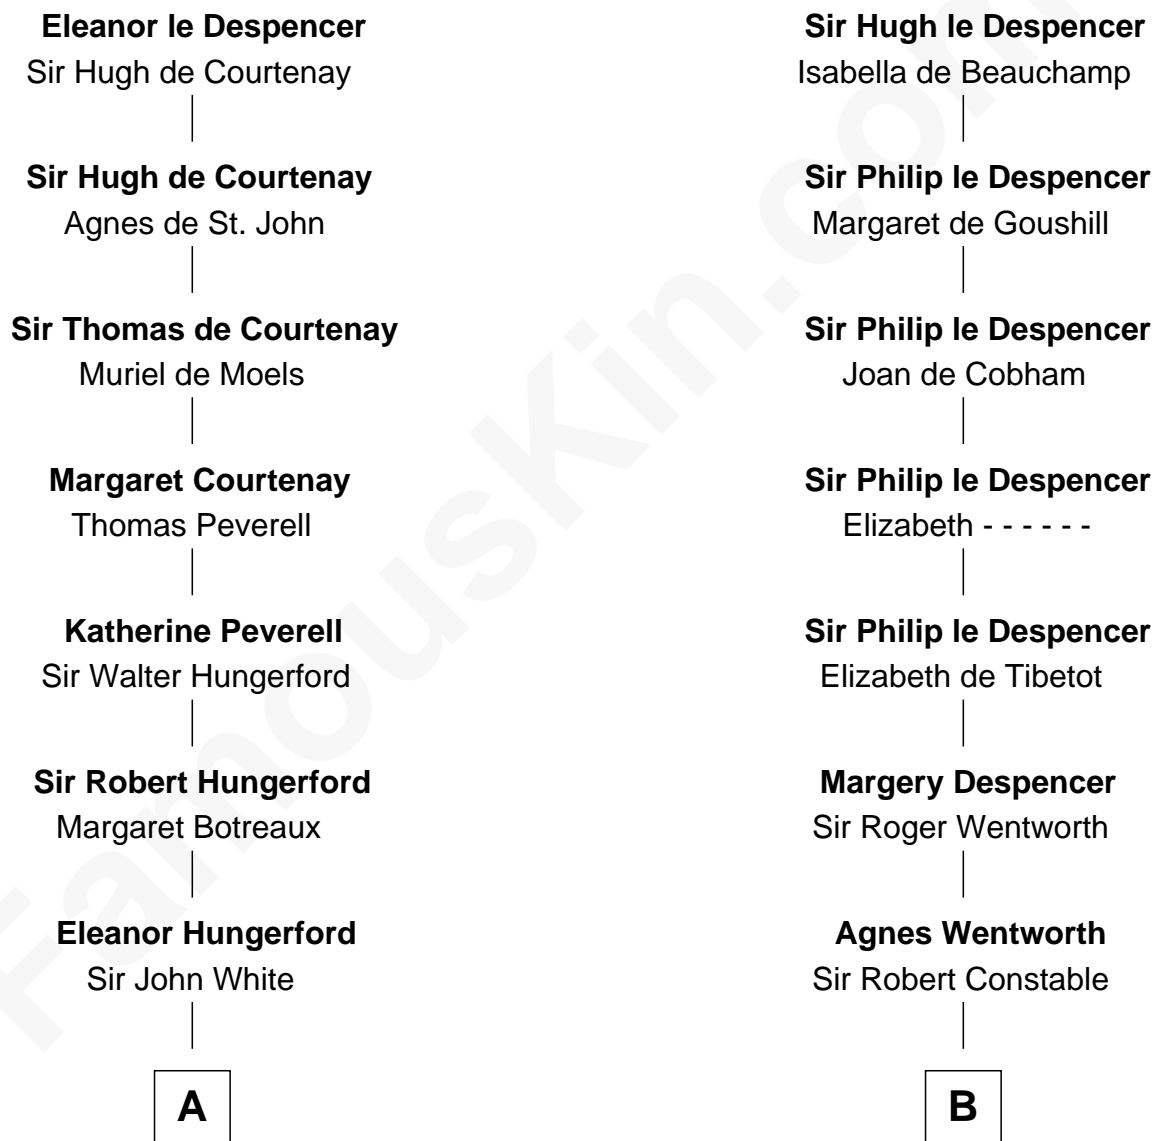 Eleanor le Despencer
Sir Hugh de Courtenay
Sir Hugh de Courtenay
Agnes de St. John
Sir Thomas de Courtenay
Muriel de Moels
Margaret Courtenay
Thomas Peverell
Katherine Peverell
Sir Walter Hungerford
Sir Robert Hungerford
Margaret Botreaux
Eleanor Hungerford
Sir John White
A
Sir Hugh le Despencer
Isabella de Beauchamp
Sir Philip le Despencer
Margaret de Goushill
Sir Philip le Despencer
Joan de Cobham
Sir Philip le Despencer
Elizabeth - - - - - -
Sir Philip le Despencer
Elizabeth de Tibetot
Margery Despencer
Sir Roger Wentworth
Agnes Wentworth
Sir Robert Constable
B
FamousKin.com